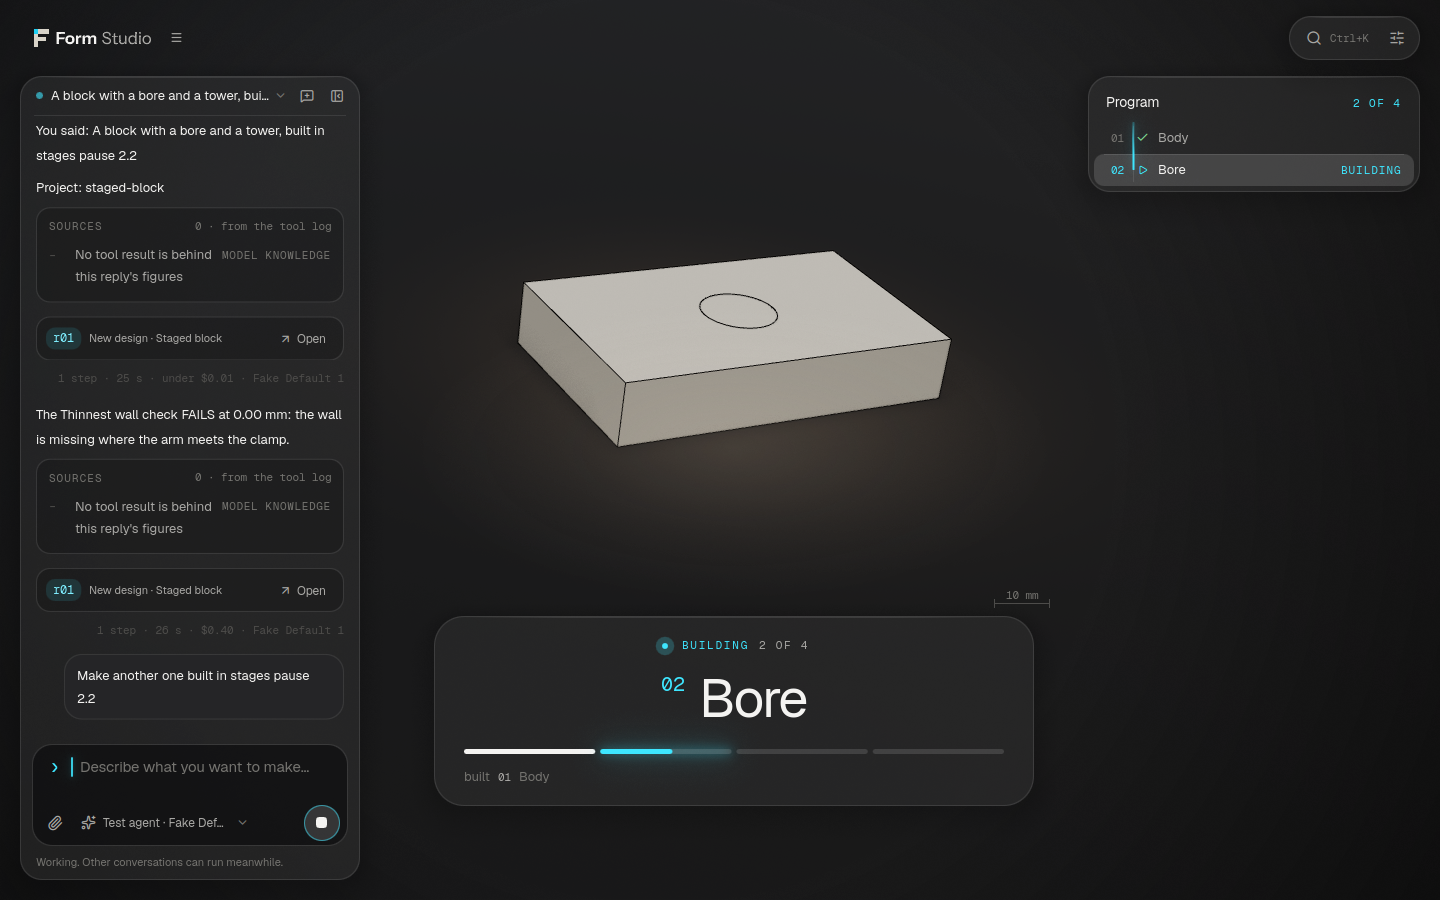 Form Studio
Ctrl+K
A block with a bore and a tower, bui...
You said: A block with a bore and a tower, built in
stages pause 2.2
Project: staged-block
SOURCES 0 · from the tool log
– No tool result is behind MODEL KNOWLEDGE
this reply's figures
r01 New design · Staged block Open
1 step · 25 s · under $0.01 · Fake Default 1
The Thinnest wall check FAILS at 0.00 mm: the wall
is missing where the arm meets the clamp.
SOURCES 0 · from the tool log
– No tool result is behind MODEL KNOWLEDGE
this reply's figures
r01 New design · Staged block Open
1 step · 26 s · $0.40 · Fake Default 1
Make another one built in stages pause
2.2
Describe what you want to make...
Test agent · Fake Def...
Working. Other conversations can run meanwhile.
Program 2 OF 4
01 Body
02 Bore BUILDING
10 mm
BUILDING 2 OF 4
02 Bore
built 01 Body